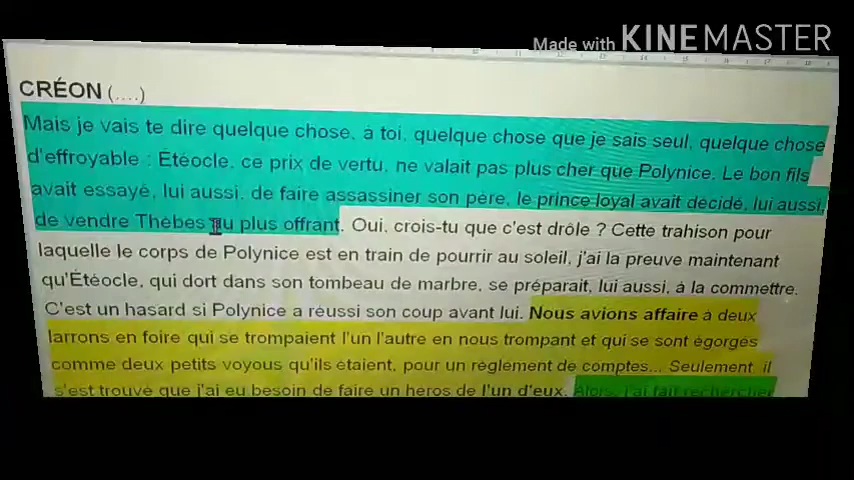 Made with KINEMASTER
CRÉON (....)
Mais je vais te dire quelque chose, à toi, quelque chose que je sais seul, quelque chose
d'effroyable : Étéocle, ce prix de vertu, ne valait pas plus cher que Polynice. Le bon fils
avait essayé, lui aussi, de faire assassiner son père, le prince loyal avait décidé, lui aussi,
de vendre Thèbes au plus offrant. Oui, crois-tu que c'est drôle ? Cette trahison pour
laquelle le corps de Polynice est en train de pourrir au soleil, j'ai la preuve maintenant
qu'Étéocle, qui dort dans son tombeau de marbre, se préparait, lui aussi, à la commettre.
C'est un hasard si Polynice a réussi son coup avant lui. Nous avions affaire à deux
larrons en foire qui se trompaient l'un l'autre en nous trompant et qui se sont égorgés
comme deux petits voyous qu'ils étaient, pour un règlement de comptes... Seulement, il
s'est trouvé que j'ai eu besoin de faire un héros de l'un d'eux. Alors, j'ai fait rechercher